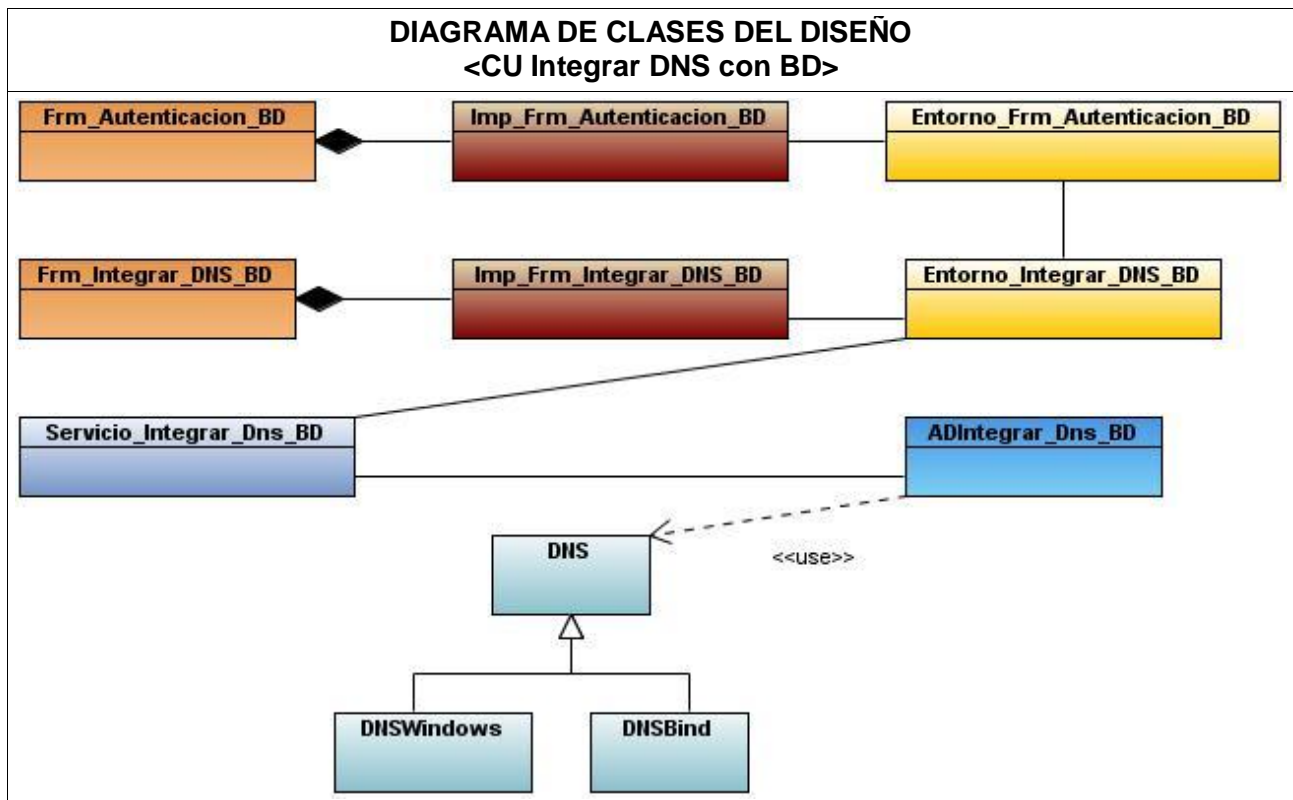 DIAGRAMA DE CLASES DEL DISEÑO
<CU Integrar DNS con BD>
Frm_Autenticacion_BD
Imp_Frm_Autenticacion_BD
Entorno_Frm_Autenticacion_BD
Frm_Integrar_DNS_BD
Imp_Frm_Integrar_DNS_BD
Entorno_Integrar_DNS_BD
Servicio_Integrar_Dns_BD
ADIntegrar_Dns_BD
DNS
<<use>>
DNSWindows
DNSBind